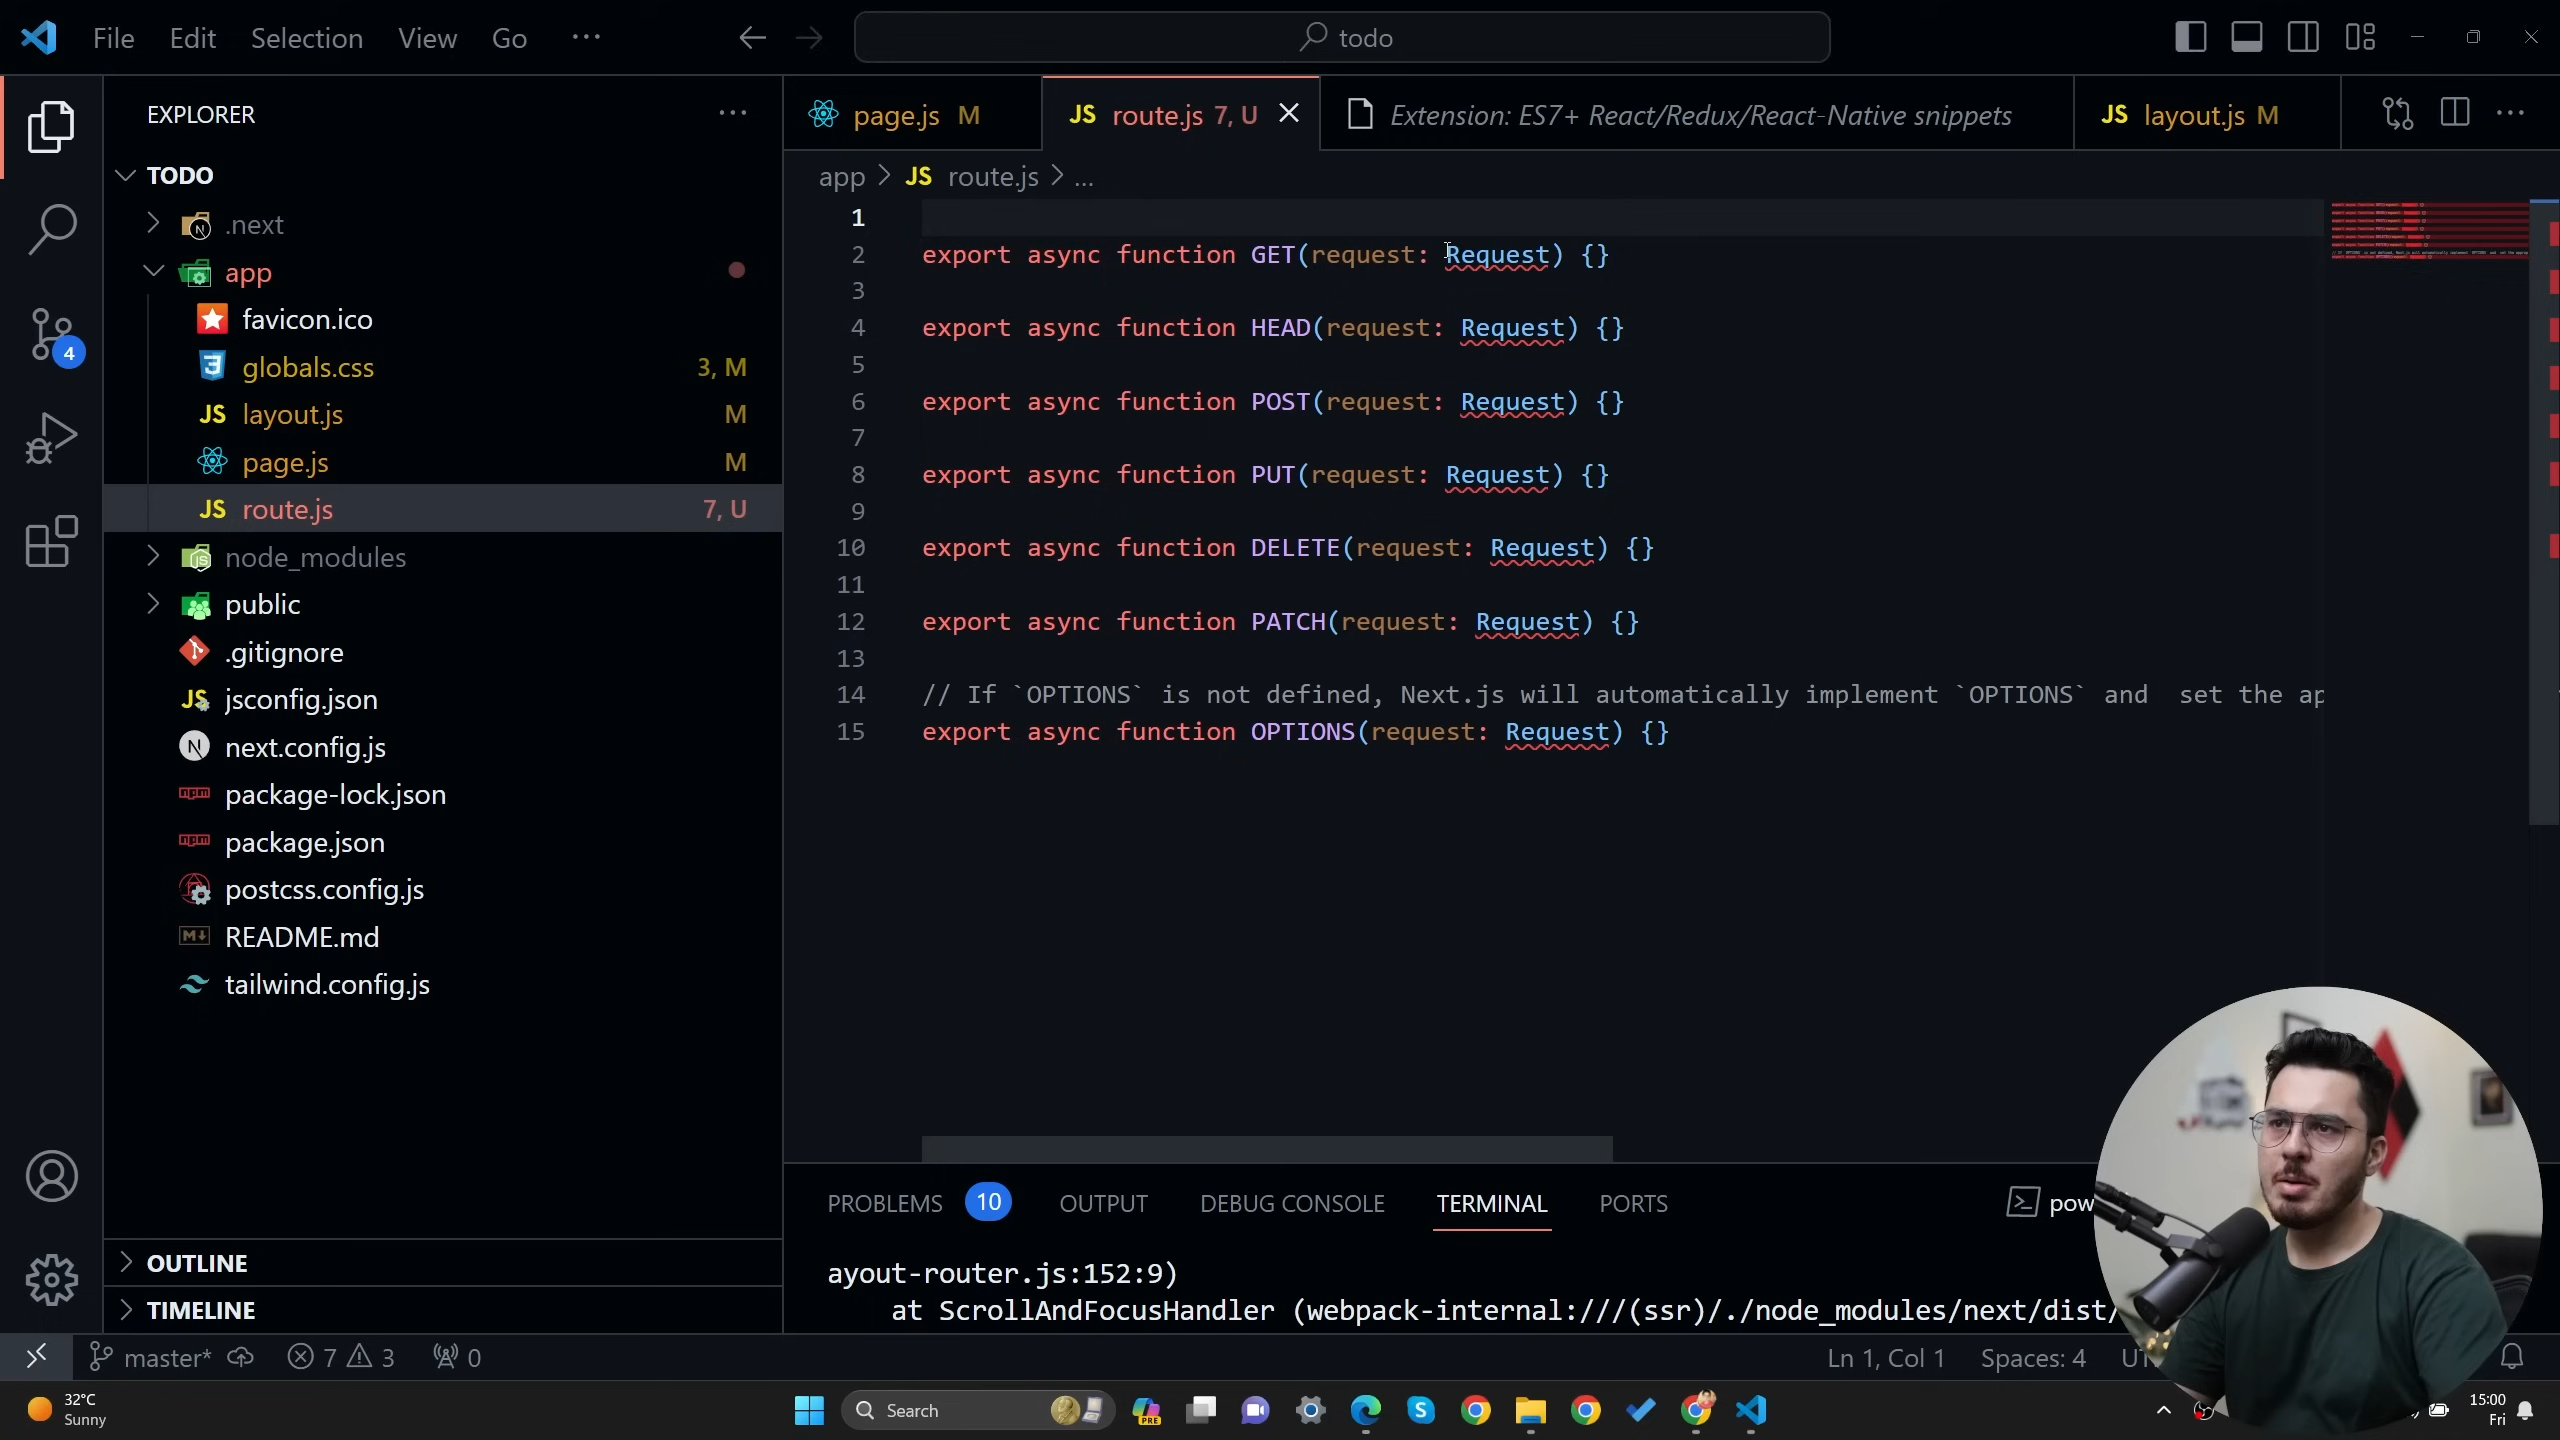 File Edit Selection View Go ···
todo
EXPLORER
TODO
.next
app
favicon.ico
globals.css 3, M
layout.js M
page.js M
route.js 7, U
node_modules
public
.gitignore
jsconfig.json
next.config.js
package-lock.json
package.json
postcss.config.js
README.md
tailwind.config.js
OUTLINE
TIMELINE
page.js M
route.js 7, U
Extension: ES7+ React/Redux/React-Native snippets
layout.js M
app > JS route.js > ...
1
2 export async function GET(request: Request) {}
3
4 export async function HEAD(request: Request) {}
5
6 export async function POST(request: Request) {}
7
8 export async function PUT(request: Request) {}
9
10 export async function DELETE(request: Request) {}
11
12 export async function PATCH(request: Request) {}
13
14 // If `OPTIONS` is not defined, Next.js will automatically implement `OPTIONS` and  set the ap
15 export async function OPTIONS(request: Request) {}
PROBLEMS 10 OUTPUT DEBUG CONSOLE TERMINAL PORTS pow
ayout-router.js:152:9)
at ScrollAndFocusHandler (webpack-internal:///(ssr)/./node_modules/next/dist/
master* 7 3 0
Ln 1, Col 1 Spaces: 4 UT
32°C
Sunny
Search
PRE
15:00
Fri